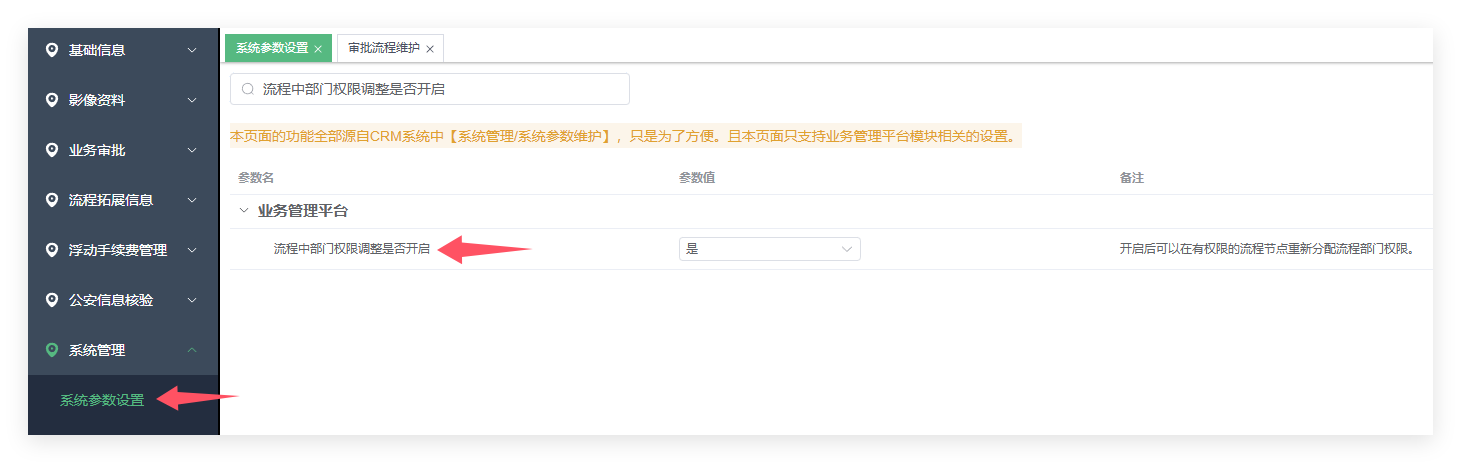 基础信息
影像资料
业务审批
流程拓展信息
浮动手续费管理
公安信息核验
系统管理
系统参数设置
系统参数设置 × 审批流程维护 ×
流程中部门权限调整是否开启
本页面的功能全部源自CRM系统中【系统管理/系统参数维护】，只是为了方便。且本页面只支持业务管理平台模块相关的设置。
参数名 参数值 备注
业务管理平台
流程中部门权限调整是否开启 是 开启后可以在有权限的流程节点重新分配流程部门权限。